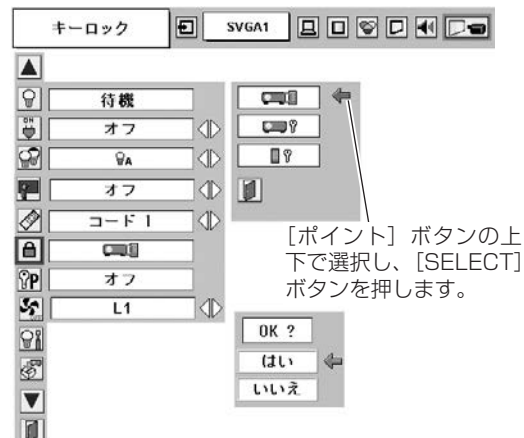 キーロック
SVGA1
待機
ON
オフ
A
オフ
コード 1
P
オフ
L1
[ポイント] ボタンの上
下で選択し、[SELECT]
ボタンを押します。
OK ?
はい
いいえ